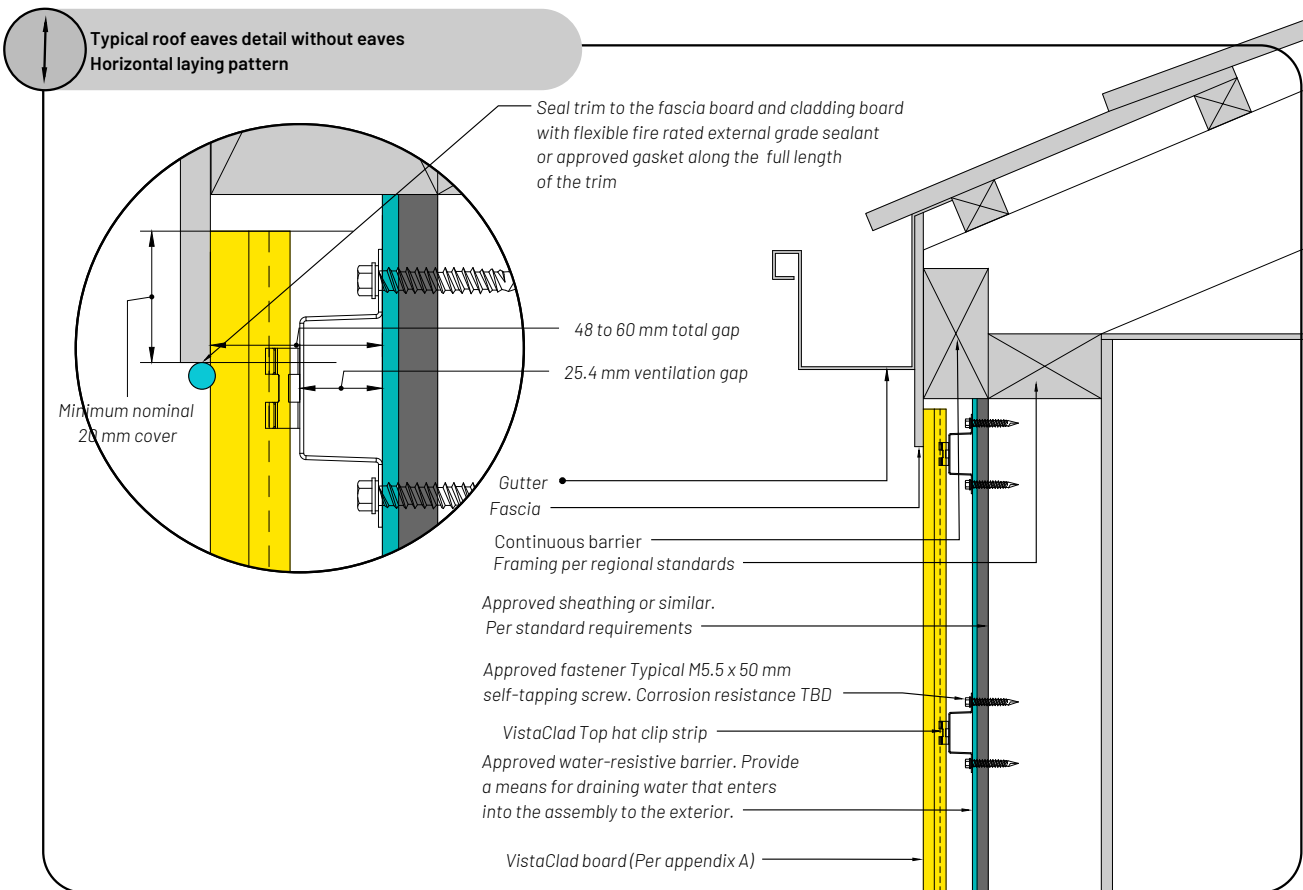 Typical roof eaves detail without eaves
Horizontal laying pattern
Seal trim to the fascia board and cladding board
with flexible fire rated external grade sealant
or approved gasket along the full length
of the trim
48 to 60 mm total gap
25.4 mm ventilation gap
Minimum nominal
20 mm cover
Gutter
Fascia
Continuous barrier
Framing per regional standards
Approved sheathing or similar.
Per standard requirements
Approved fastener Typical M5.5 x 50 mm
self-tapping screw. Corrosion resistance TBD
VistaClad Top hat clip strip
Approved water-resistive barrier. Provide
a means for draining water that enters
into the assembly to the exterior.
VistaClad board (Per appendix A)